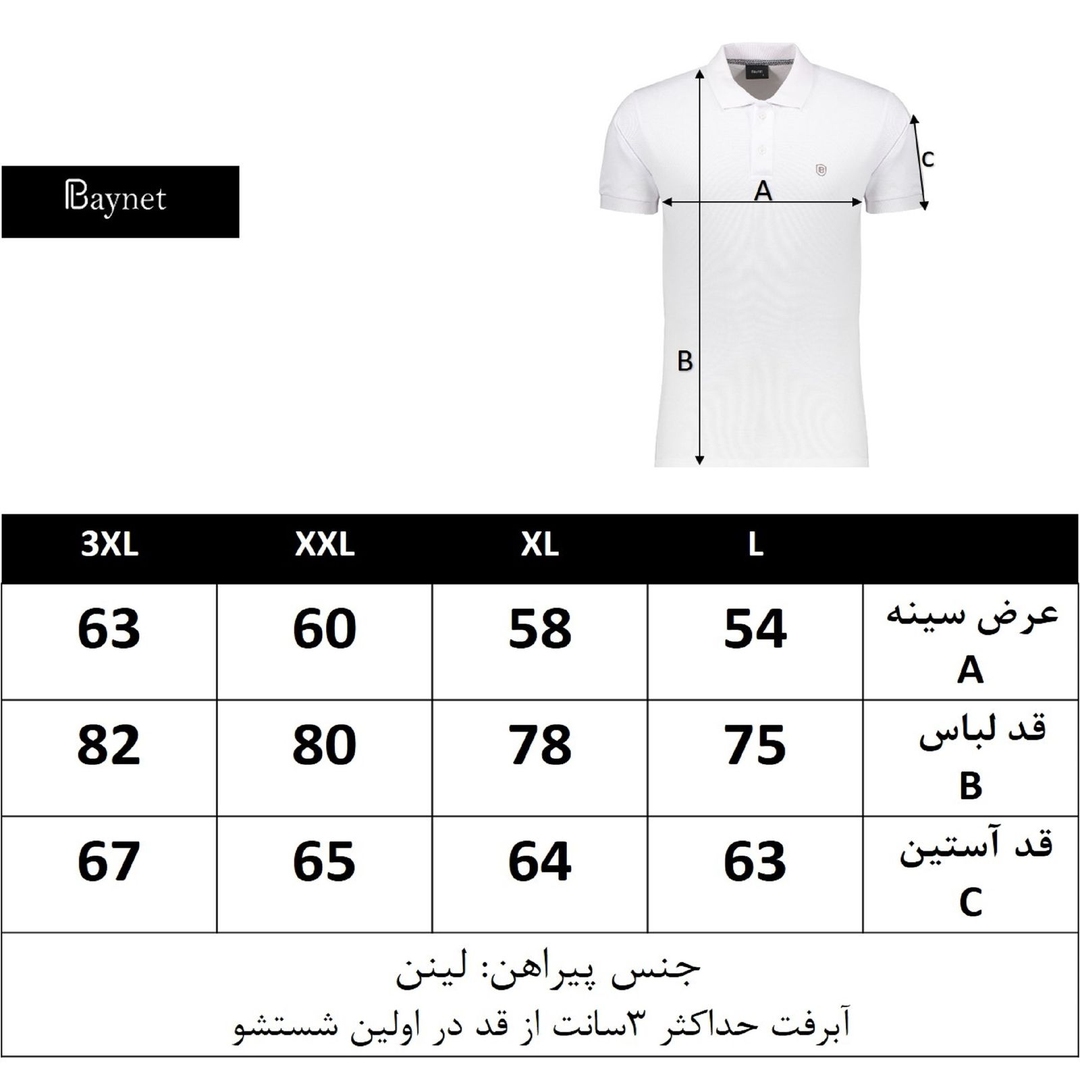 Baynet
A
B
C
3XL XXL XL L
عرض سینه 54 58 60 63
A
قد لباس 75 78 80 82
B
قد آستین 63 64 65 67
C
جنس پیراهن: لینن
آبرفت حداکثر ۳سانت از قد در اولین شستشو